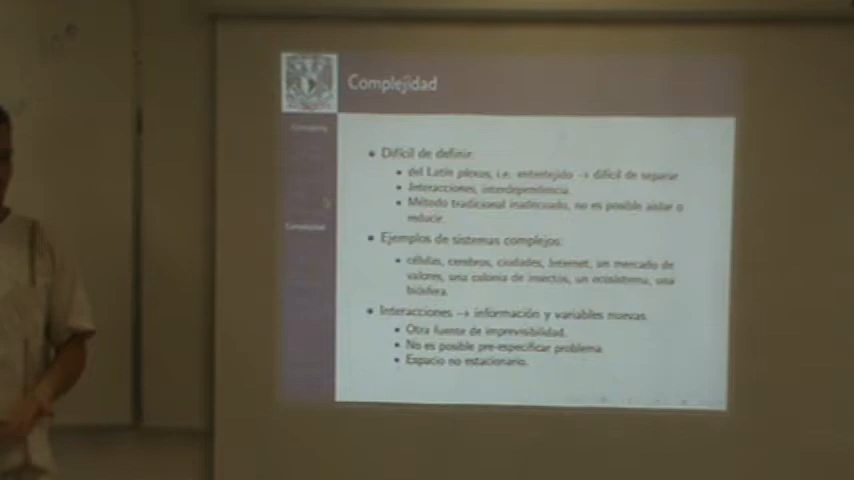 Complejidad
Difícil de definir:
del Latín plexus, i.e. entretejido → difícil de separar
Interacciones, interdependencia.
Método tradicional inadecuado, no es posible aislar o
reducir.
Ejemplos de sistemas complejos:
células, cerebros, ciudades, Internet, un mercado de
valores, una colonia de insectos, un ecosistema, una
biósfera.
Interacciones → información y variables nuevas.
Otra fuente de imprevisibilidad.
No es posible pre-especificar problema.
Espacio no estacionario.